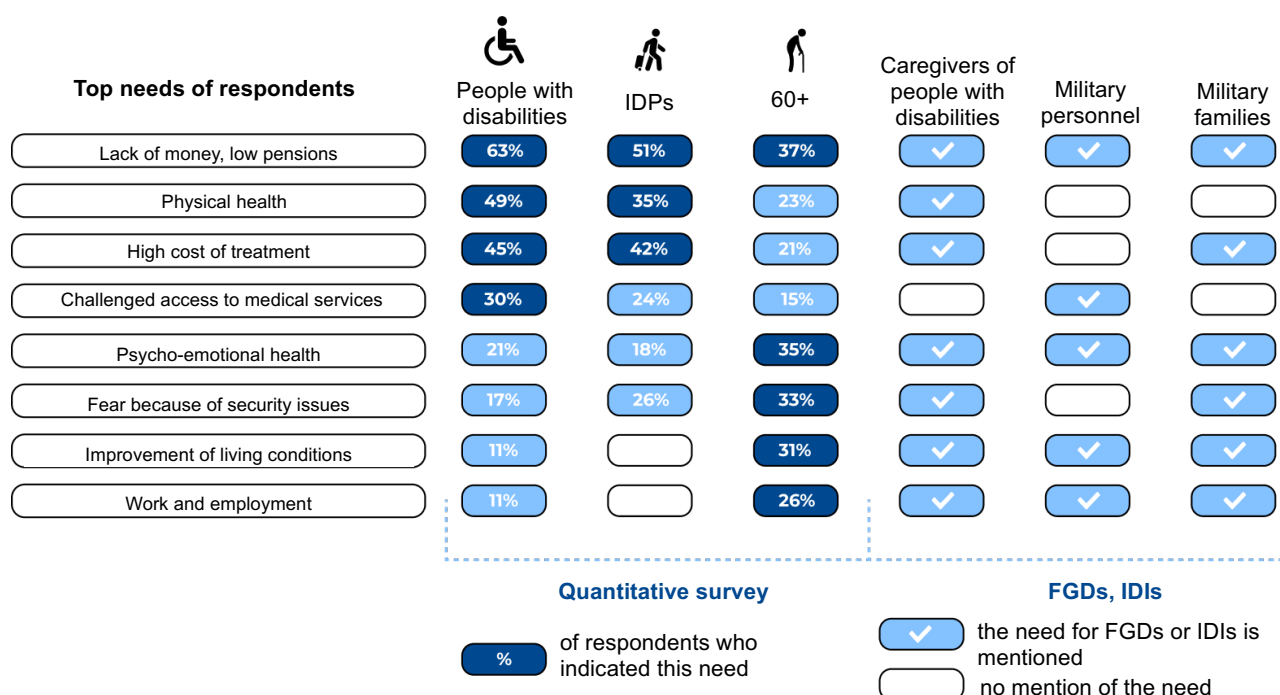 Top needs of respondents
People with
disabilities
IDPs
60+
Caregivers of
people with
disabilities
Military
personnel
Military
families
Lack of money, low pensions
63%
51%
37%
Physical health
49%
35%
23%
High cost of treatment
45%
42%
21%
Challenged access to medical services
30%
24%
15%
Psycho-emotional health
21%
18%
35%
Fear because of security issues
17%
26%
33%
Improvement of living conditions
11%
31%
Work and employment
11%
26%
Quantitative survey
%
of respondents who
indicated this need
FGDs, IDIs
the need for FGDs or IDIs is
mentioned
no mention of the need